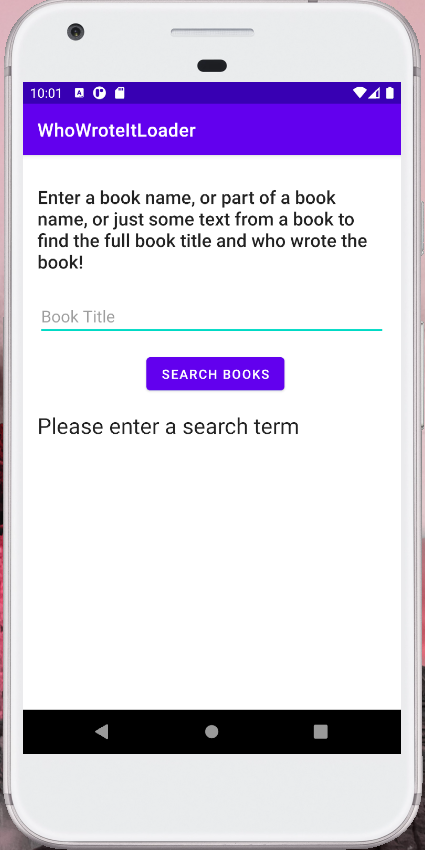 10:01
WhoWroteItLoader
Enter a book name, or part of a book
name, or just some text from a book to
find the full book title and who wrote the
book!
Book Title
SEARCH BOOKS
Please enter a search term